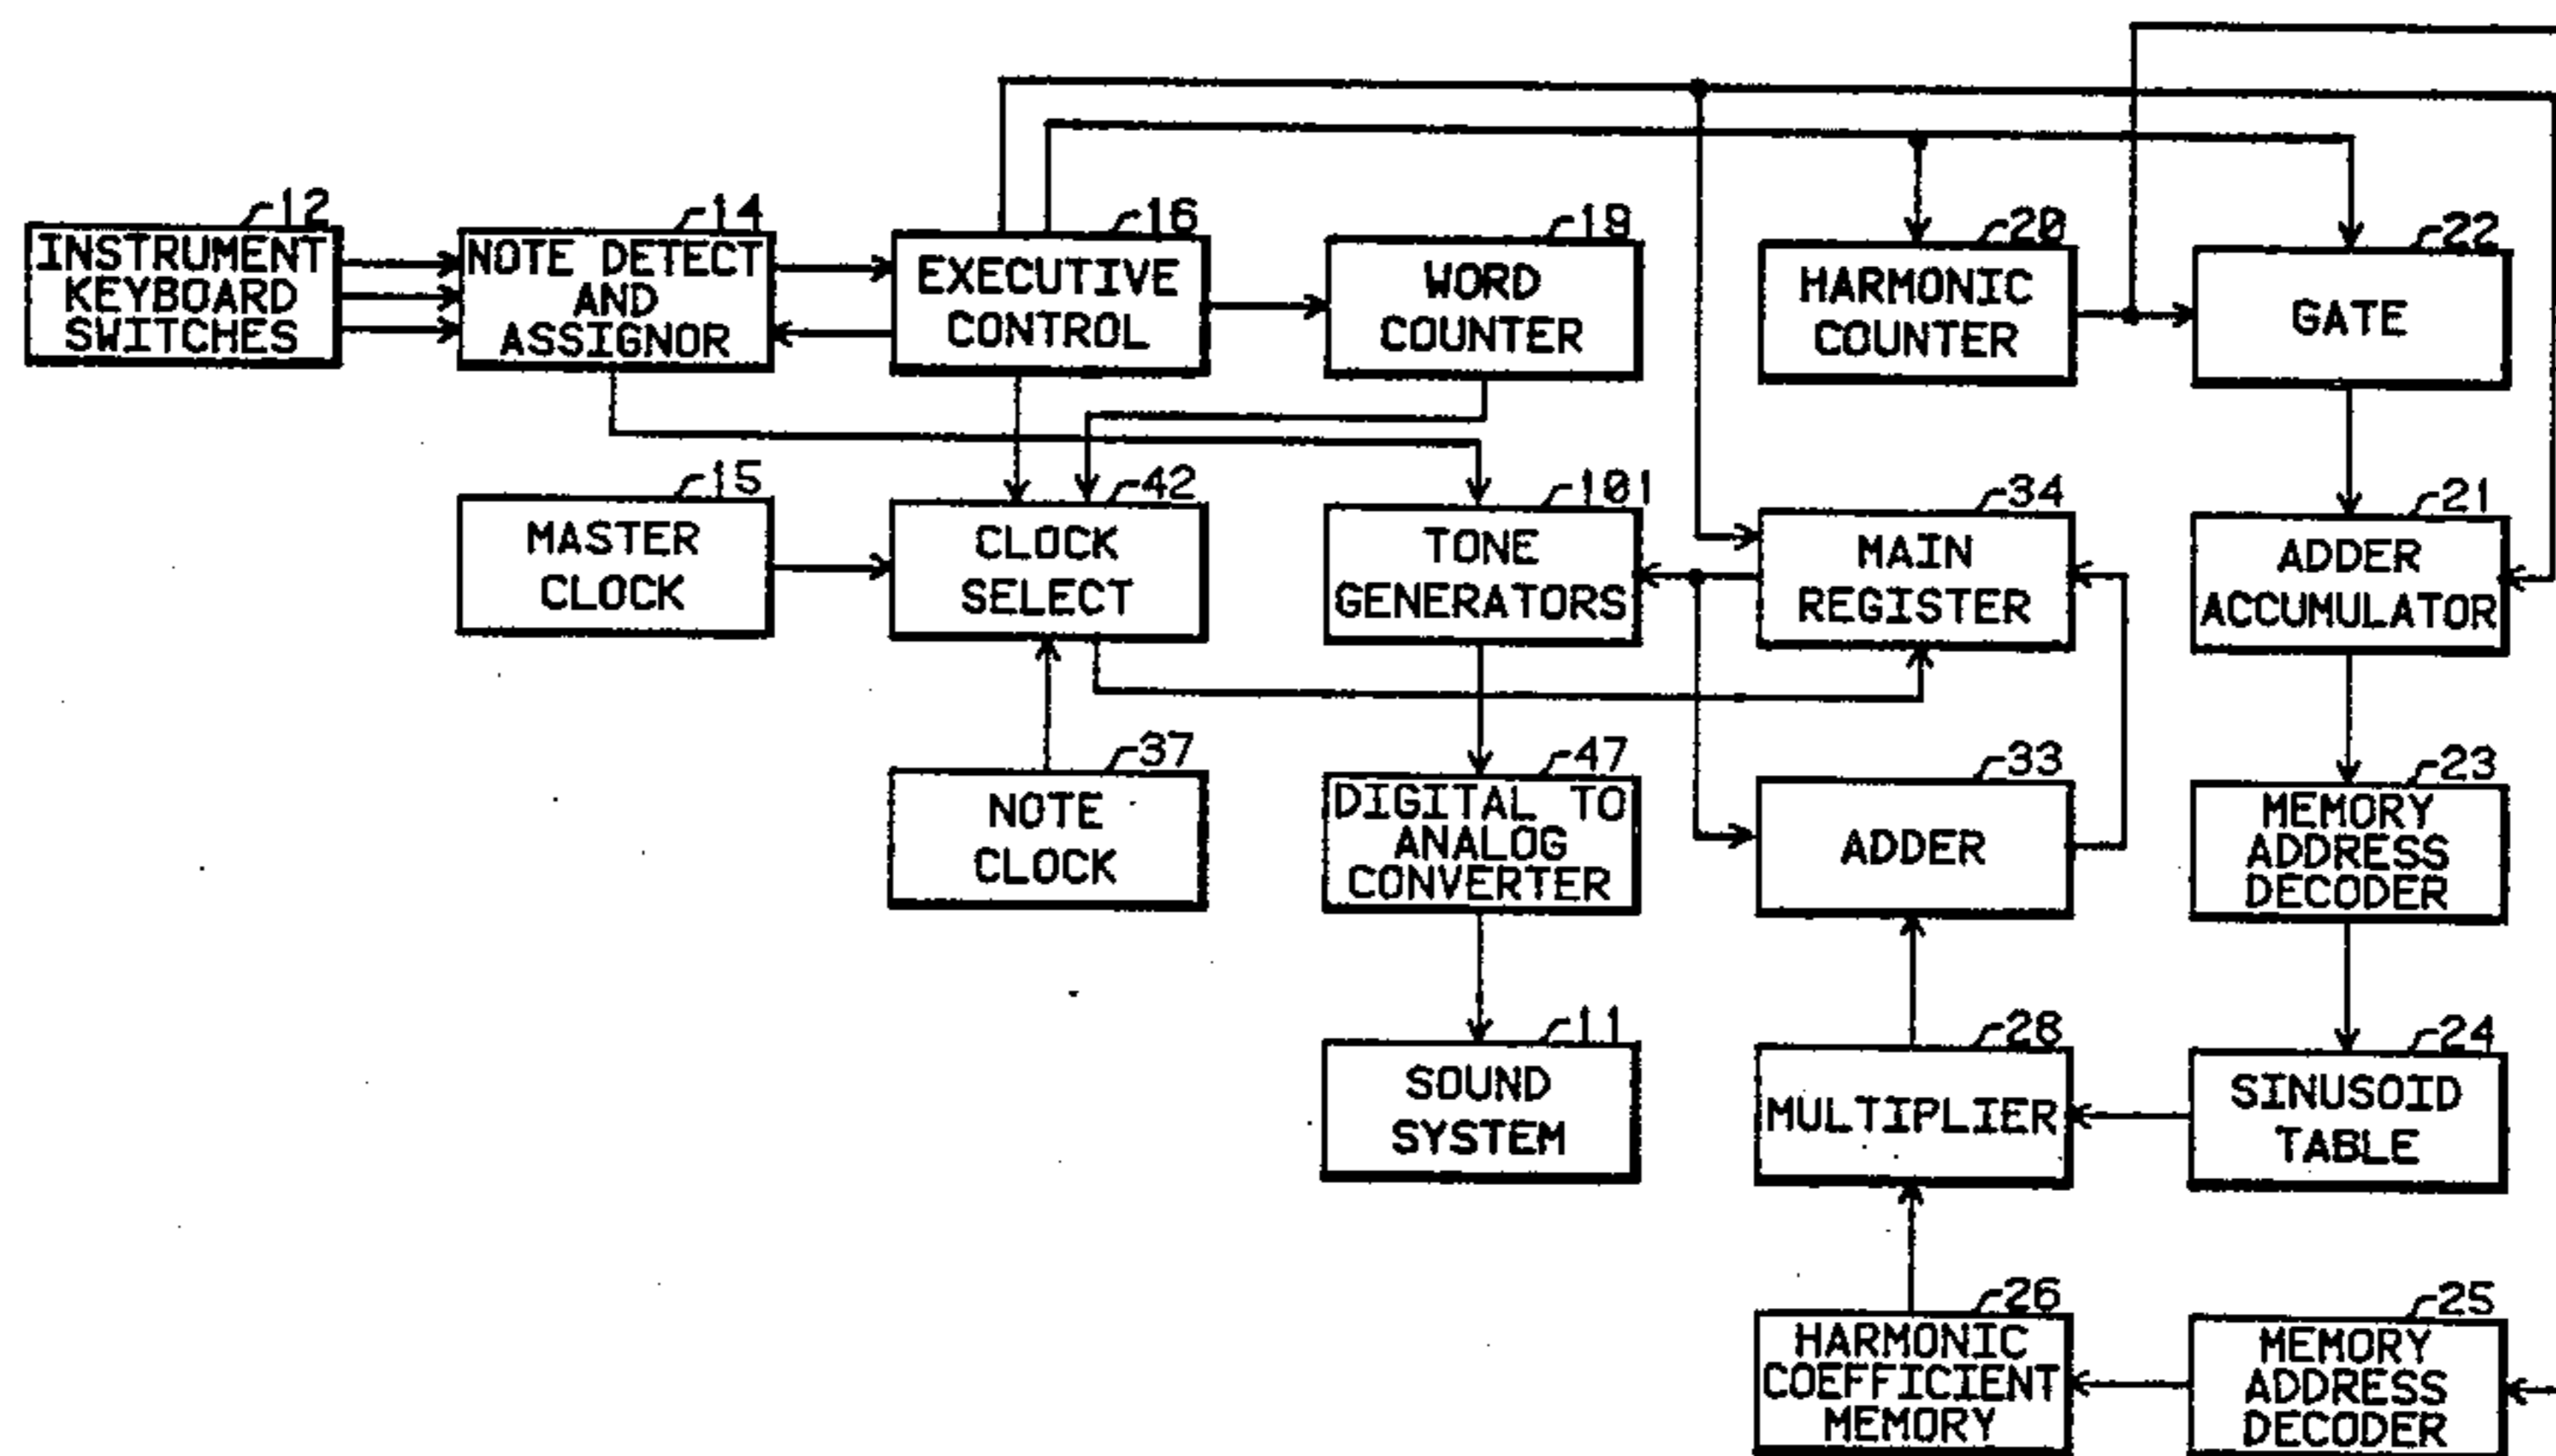 12
INSTRUMENT
KEYBOARD
SWITCHES
14
NOTE DETECT
AND
ASSIGNOR
16
EXECUTIVE
CONTROL
19
WORD
COUNTER
20
HARMONIC
COUNTER
22
GATE
15
MASTER
CLOCK
42
CLOCK
SELECT
101
TONE
GENERATORS
34
MAIN
REGISTER
21
ADDER
ACCUMULATOR
37
NOTE
CLOCK
47
DIGITAL TO
ANALOG
CONVERTER
33
ADDER
23
MEMORY
ADDRESS
DECODER
11
SOUND
SYSTEM
28
MULTIPLIER
24
SINUSOID
TABLE
26
HARMONIC
COEFFICIENT
MEMORY
25
MEMORY
ADDRESS
DECODER